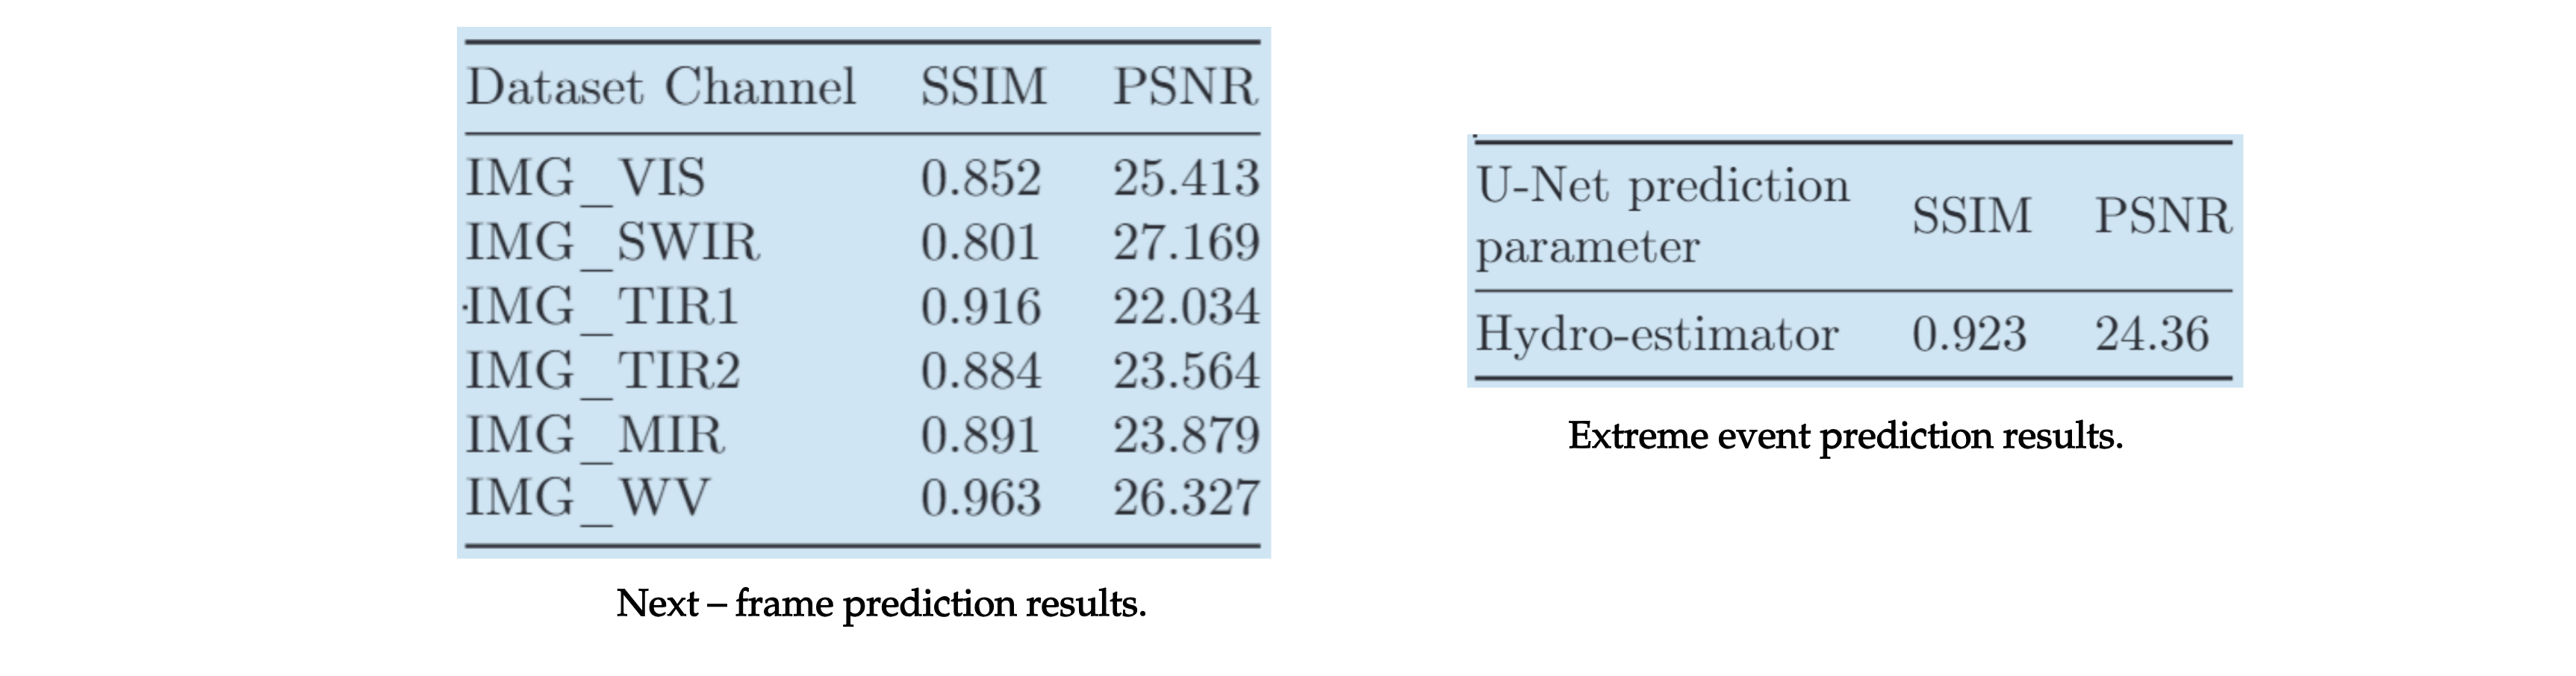 Dataset Channel SSIM PSNR
IMG_VIS 0.852 25.413
IMG_SWIR 0.801 27.169
IMG_TIR1 0.916 22.034
IMG_TIR2 0.884 23.564
IMG_MIR 0.891 23.879
IMG_WV 0.963 26.327
Next – frame prediction results.
U-Net prediction
parameter SSIM PSNR
Hydro-estimator 0.923 24.36
Extreme event prediction results.